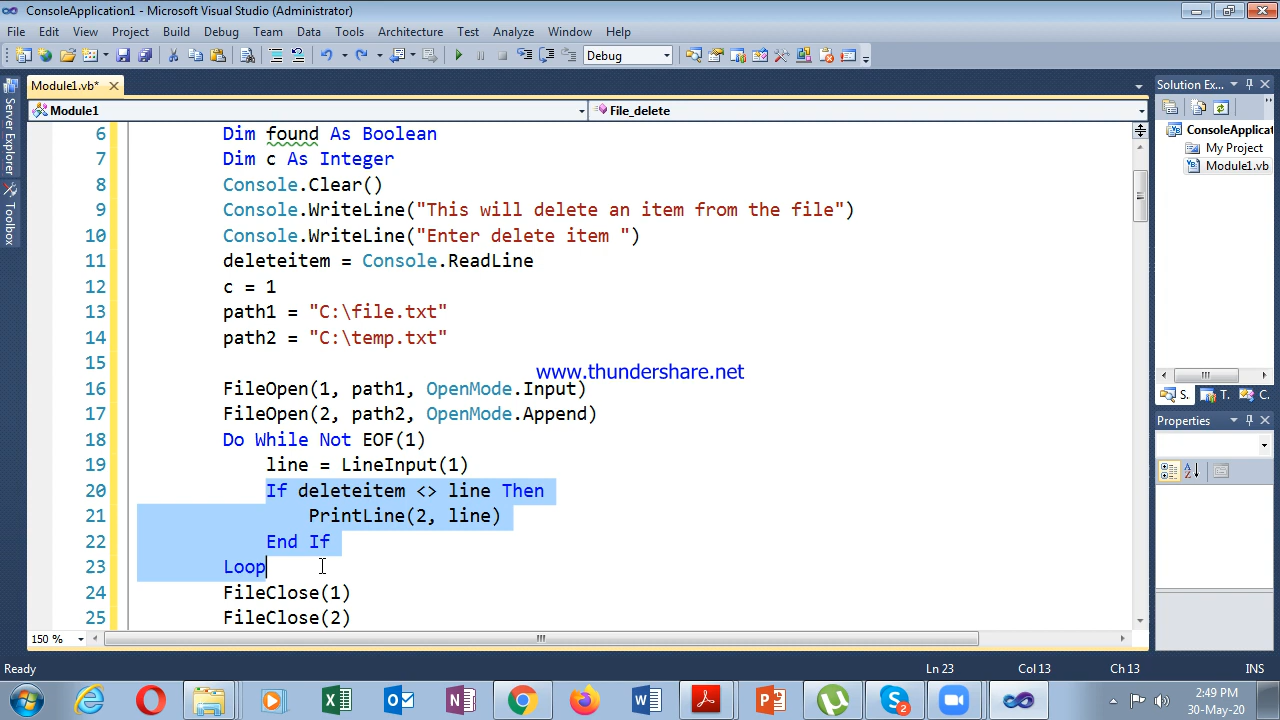 ConsoleApplication1 - Microsoft Visual Studio (Administrator)
File Edit View Project Build Debug Team Data Tools Architecture Test Analyze Window Help
Debug
Module1.vb*
Module1
File_delete
Server Explorer
Toolbox
6 Dim found As Boolean
7 Dim c As Integer
8 Console.Clear()
9 Console.WriteLine("This will delete an item from the file")
10 Console.WriteLine("Enter delete item ")
11 deleteitem = Console.ReadLine
12 c = 1
13 path1 = "C:\file.txt"
14 path2 = "C:\temp.txt"
15
www.thundershare.net
16 FileOpen(1, path1, OpenMode.Input)
17 FileOpen(2, path2, OpenMode.Append)
18 Do While Not EOF(1)
19 line = LineInput(1)
20 If deleteitem <> line Then
21 PrintLine(2, line)
22 End If
23 Loop
24 FileClose(1)
25 FileClose(2)
150 %
Solution Ex...
ConsoleApplicat
My Project
Module1.vb
S. T. C.
Properties
Ready Ln 23 Col 13 Ch 13 INS
2:49 PM
30-May-20